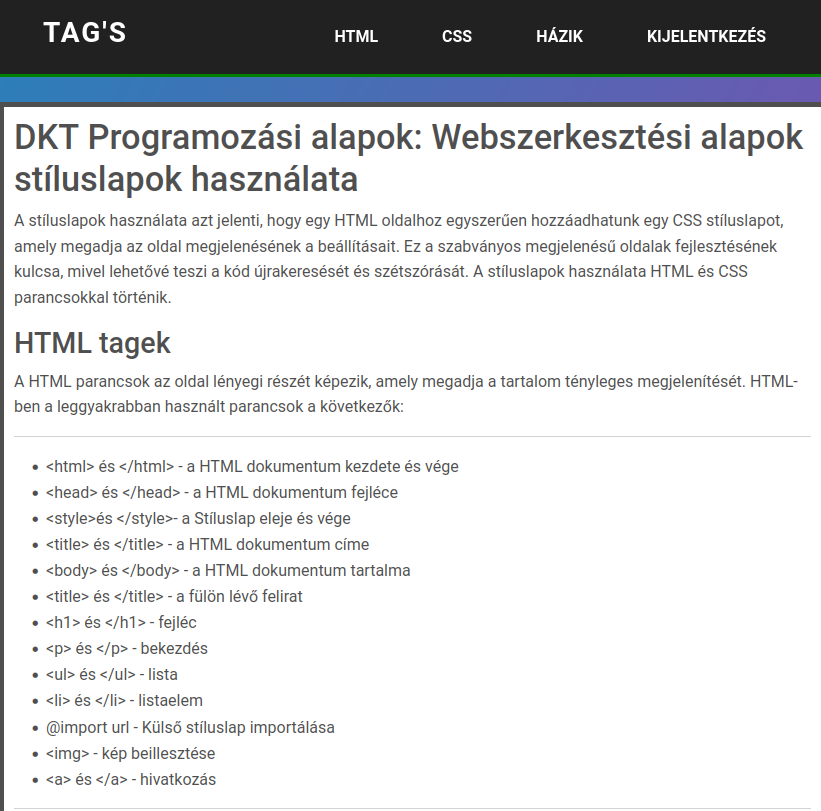 TAG'S
HTML CSS HÁZIK KIJELENTKEZÉS
DKT Programozási alapok: Webszerkesztési alapok
stíluslapok használata
A stíluslapok használata azt jelenti, hogy egy HTML oldalhoz egyszerűen hozzáadhatunk egy CSS stíluslapot,
amely megadja az oldal megjelenésének a beállításait. Ez a szabványos megjelenésű oldalak fejlesztésének
kulcsa, mivel lehetővé teszi a kód újrakeresését és szétszórását. A stíluslapok használata HTML és CSS
parancsokkal történik.
HTML tagek
A HTML parancsok az oldal lényegi részét képezik, amely megadja a tartalom tényleges megjelenítését. HTML-
ben a leggyakrabban használt parancsok a következők:
• <html> és </html> - a HTML dokumentum kezdete és vége
• <head> és </head> - a HTML dokumentum fejléce
• <style>és </style>- a Stíluslap eleje és vége
• <title> és </title> - a HTML dokumentum címe
• <body> és </body> - a HTML dokumentum tartalma
• <title> és </title> - a fülön lévő felirat
• <h1> és </h1> - fejléc
• <p> és </p> - bekezdés
• <ul> és </ul> - lista
• <li> és </li> - listaelem
• @import url - Külső stíluslap importálása
• <img> - kép beillesztése
• <a> és </a> - hivatkozás